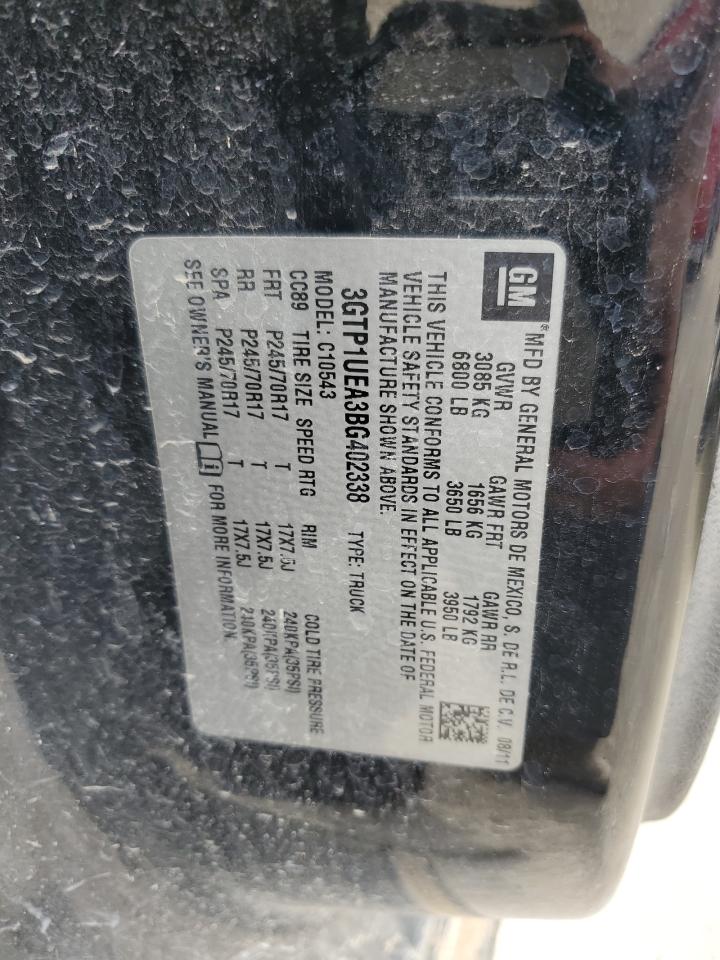 GM® MFD BY GENERAL MOTORS DE MEXICO, S. DE R.L. DE C.V. 08/11
GVWR GAWR FRT GAWR RR
3085 KG 1656 KG 1792 KG
6800 LB 3650 LB 3950 LB
THIS VEHICLE CONFORMS TO ALL APPLICABLE U.S. FEDERAL MOTOR
VEHICLE SAFETY STANDARDS IN EFFECT ON THE DATE OF
MANUFACTURE SHOWN ABOVE.
3GTP1UEA3BG402338 TYPE: TRUCK
MODEL: C10543
CC89 TIRE SIZE SPEED RTG RIM COLD TIRE PRESSURE
FRT P245/70R17 T 17X7.5J 240KPA(35PSI)
RR P245/70R17 T 17X7.5J 240KPA(35PSI)
SPA P245/70R17 T 17X7.5J 240KPA(35PSI)
SEE OWNER'S MANUAL FOR MORE INFORMATION.